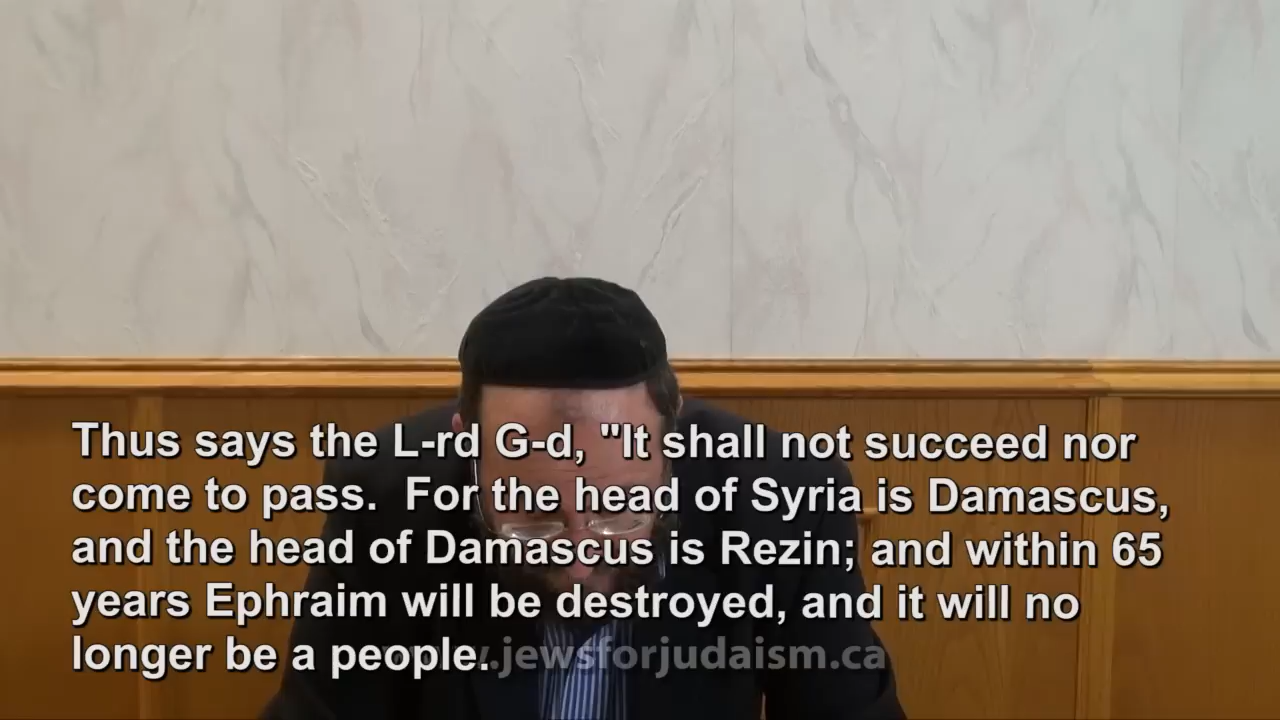 Thus says the L-rd G-d, "It shall not succeed nor
come to pass.  For the head of Syria is Damascus,
and the head of Damascus is Rezin; and within 65
years Ephraim will be destroyed, and it will no
longer be a people.
www.jewsforjudaism.ca